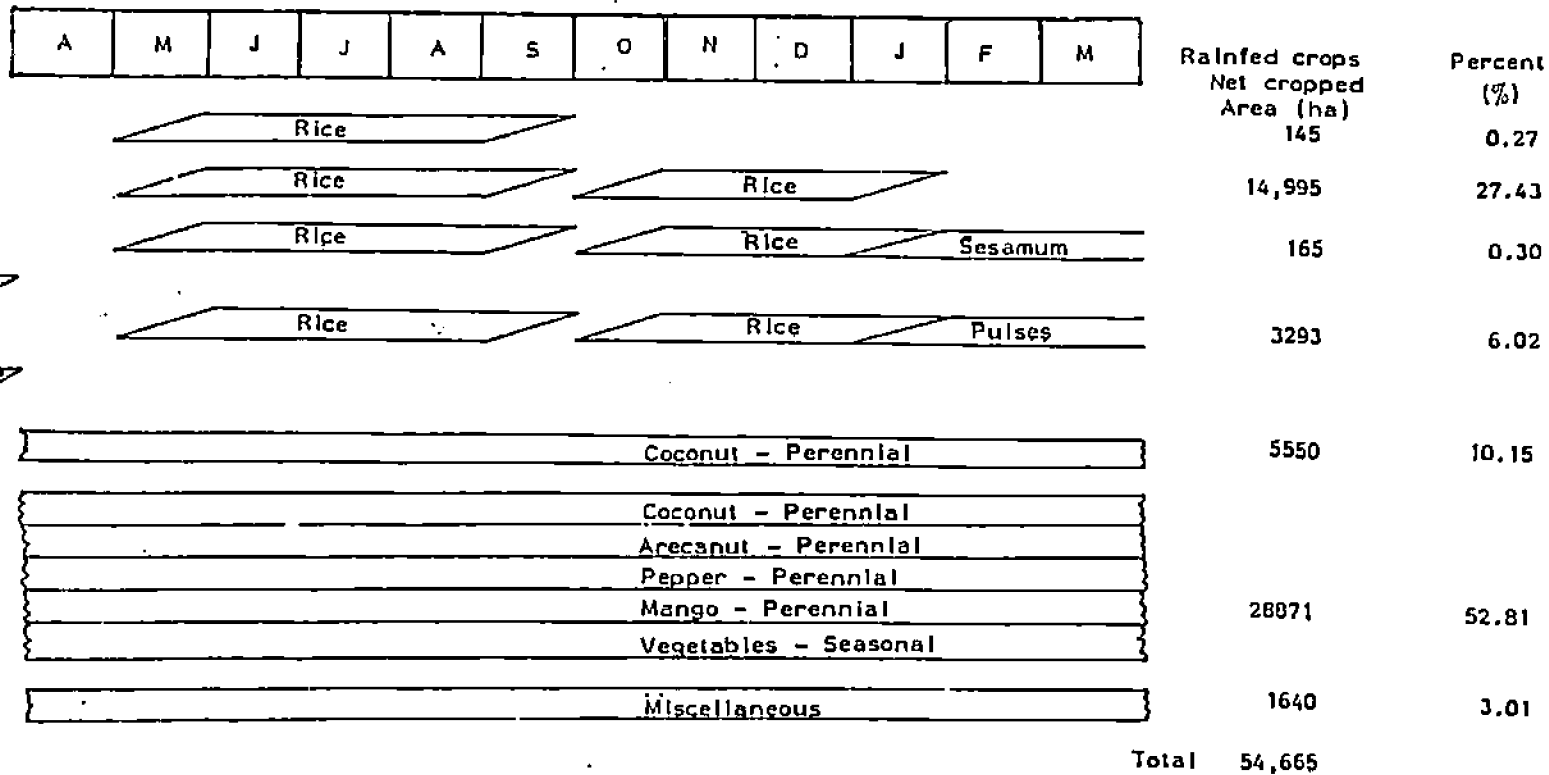 A M J J A S O N D J F M
Rainfed crops Net cropped Area (ha)
Percent (%)
Rice 145 0.27
Rice Rice 14,995 27.43
Rice Rice Sesamum 165 0.30
Rice Rice Pulses 3293 6.02
Coconut - Perennial 5550 10.15
Coconut - Perennial
Arecanut - Perennial
Pepper - Perennial
Mango - Perennial 28871 52.81
Vegetables - Seasonal
Miscellaneous 1640 3.01
Total 54,665